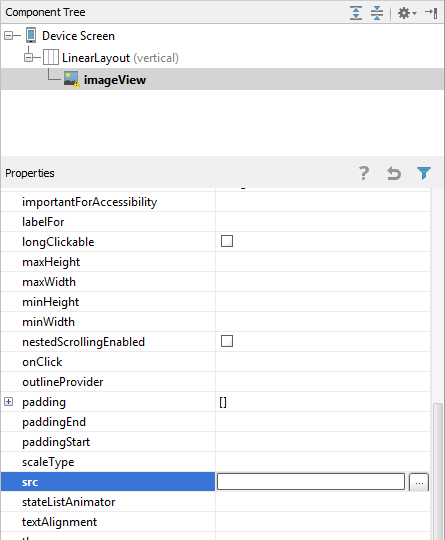 Component Tree
Device Screen
LinearLayout (vertical)
imageView
Properties
importantForAccessibility
labelFor
longClickable
maxHeight
maxWidth
minHeight
minWidth
nestedScrollingEnabled
onClick
outlineProvider
padding []
paddingEnd
paddingStart
scaleType
src ...
stateListAnimator
textAlignment